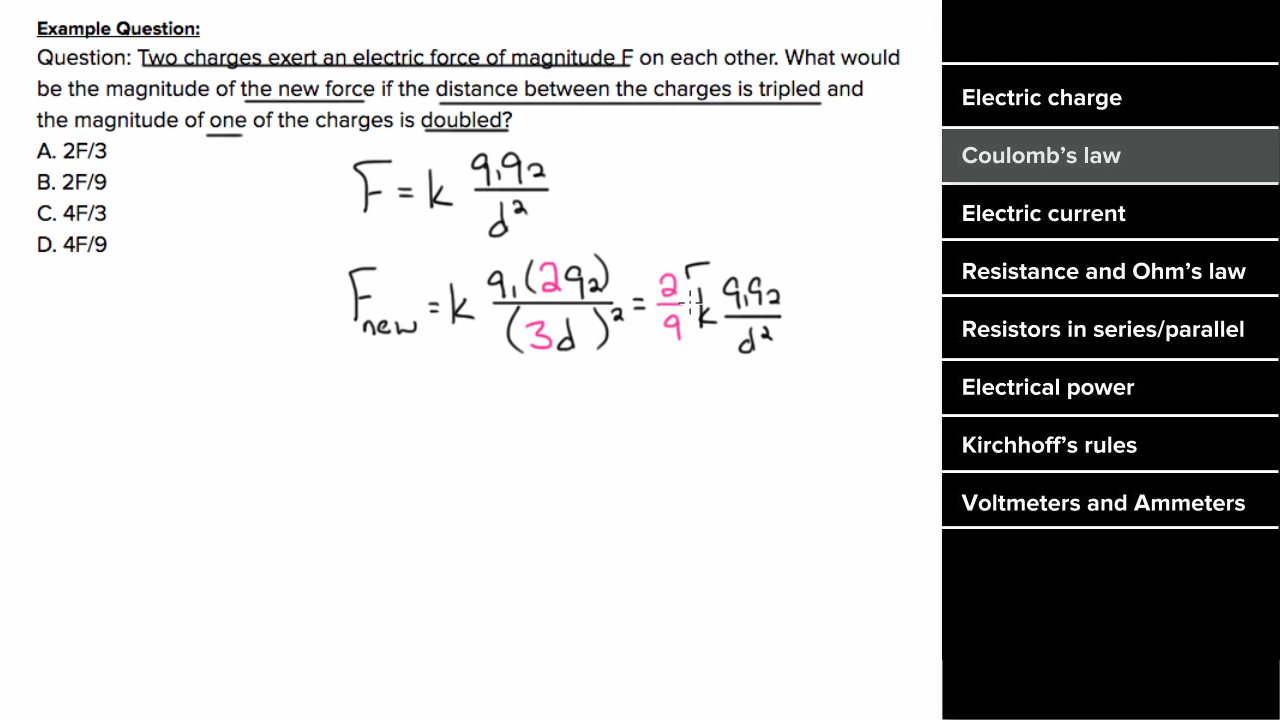 Example Question:
Question: Two charges exert an electric force of magnitude F on each other. What would
be the magnitude of the new force if the distance between the charges is tripled and
the magnitude of one of the charges is doubled?
A. 2F/3
B. 2F/9
C. 4F/3
D. 4F/9
F = k q₁q₂/d²
F new = k q₁(2q₂)/(3d)² = 2/9 k q₁q₂/d²
Electric charge
Coulomb's law
Electric current
Resistance and Ohm's law
Resistors in series/parallel
Electrical power
Kirchhoff's rules
Voltmeters and Ammeters